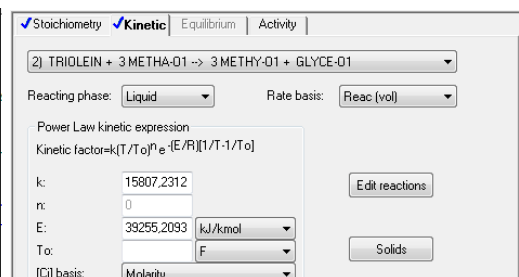 Stoichiometry Kinetic Equilibrium Activity
2) TRIOLEIN + 3 METHA-01 --> 3 METHY-01 + GLYCE-01
Reacting phase: Liquid Rate basis: Reac (vol)
Power Law kinetic expression
Kinetic factor=k(T/To)ⁿ e⁻⁽ᴱ/ᴿ⁾[1/T-1/To]
k: 15807,2312 Edit reactions
n: 0
E: 39255,2093 kJ/kmol
To: F Solids
[Ci] basis: Molarity